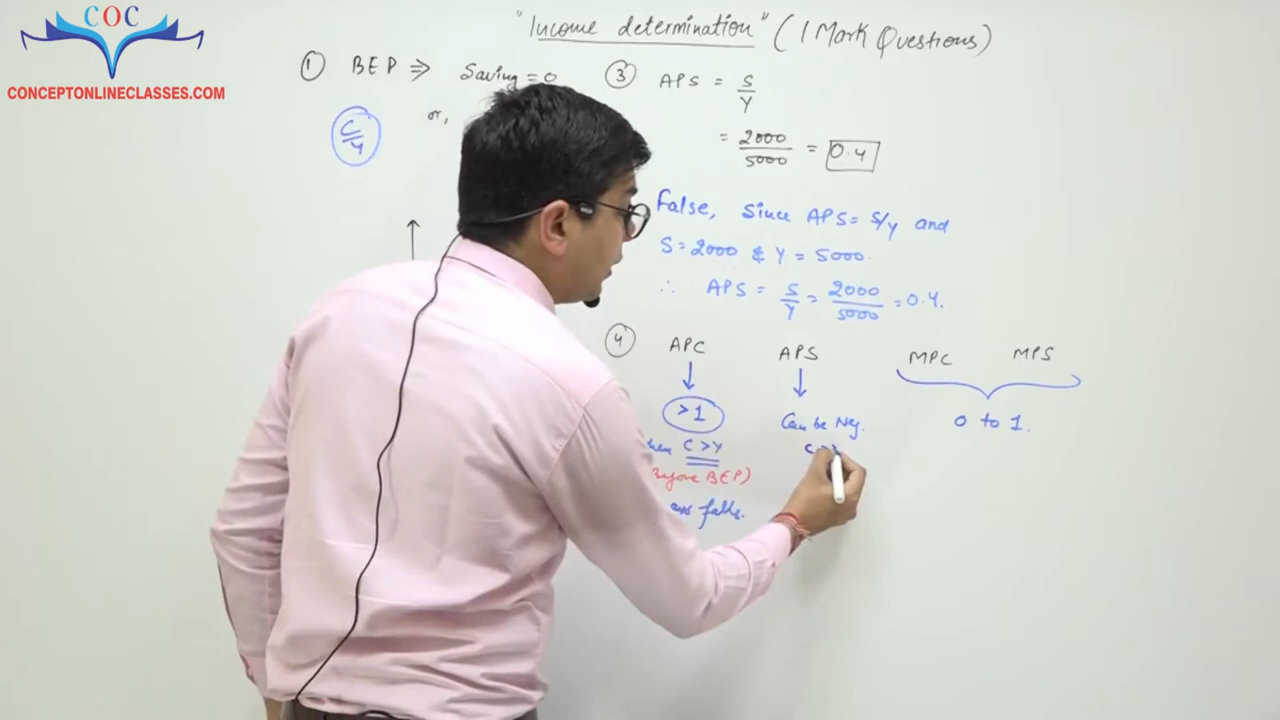 COC
CONCEPTONLINECLASSES.COM
"Income determination" (1 Mark Questions)
① BEP ⇒ Saving = 0
or,
C/Y
③ APS = S/Y
= 2000/5000 = 0.4
False, Since APS = S/Y and
S = 2000 & Y = 5000.
∴ APS = S/Y = 2000/5000 = 0.4.
④ APC APS MPC MPS
>1 Can be Neg. 0 to 1.
C > Y C >
Before BEP)
falls.